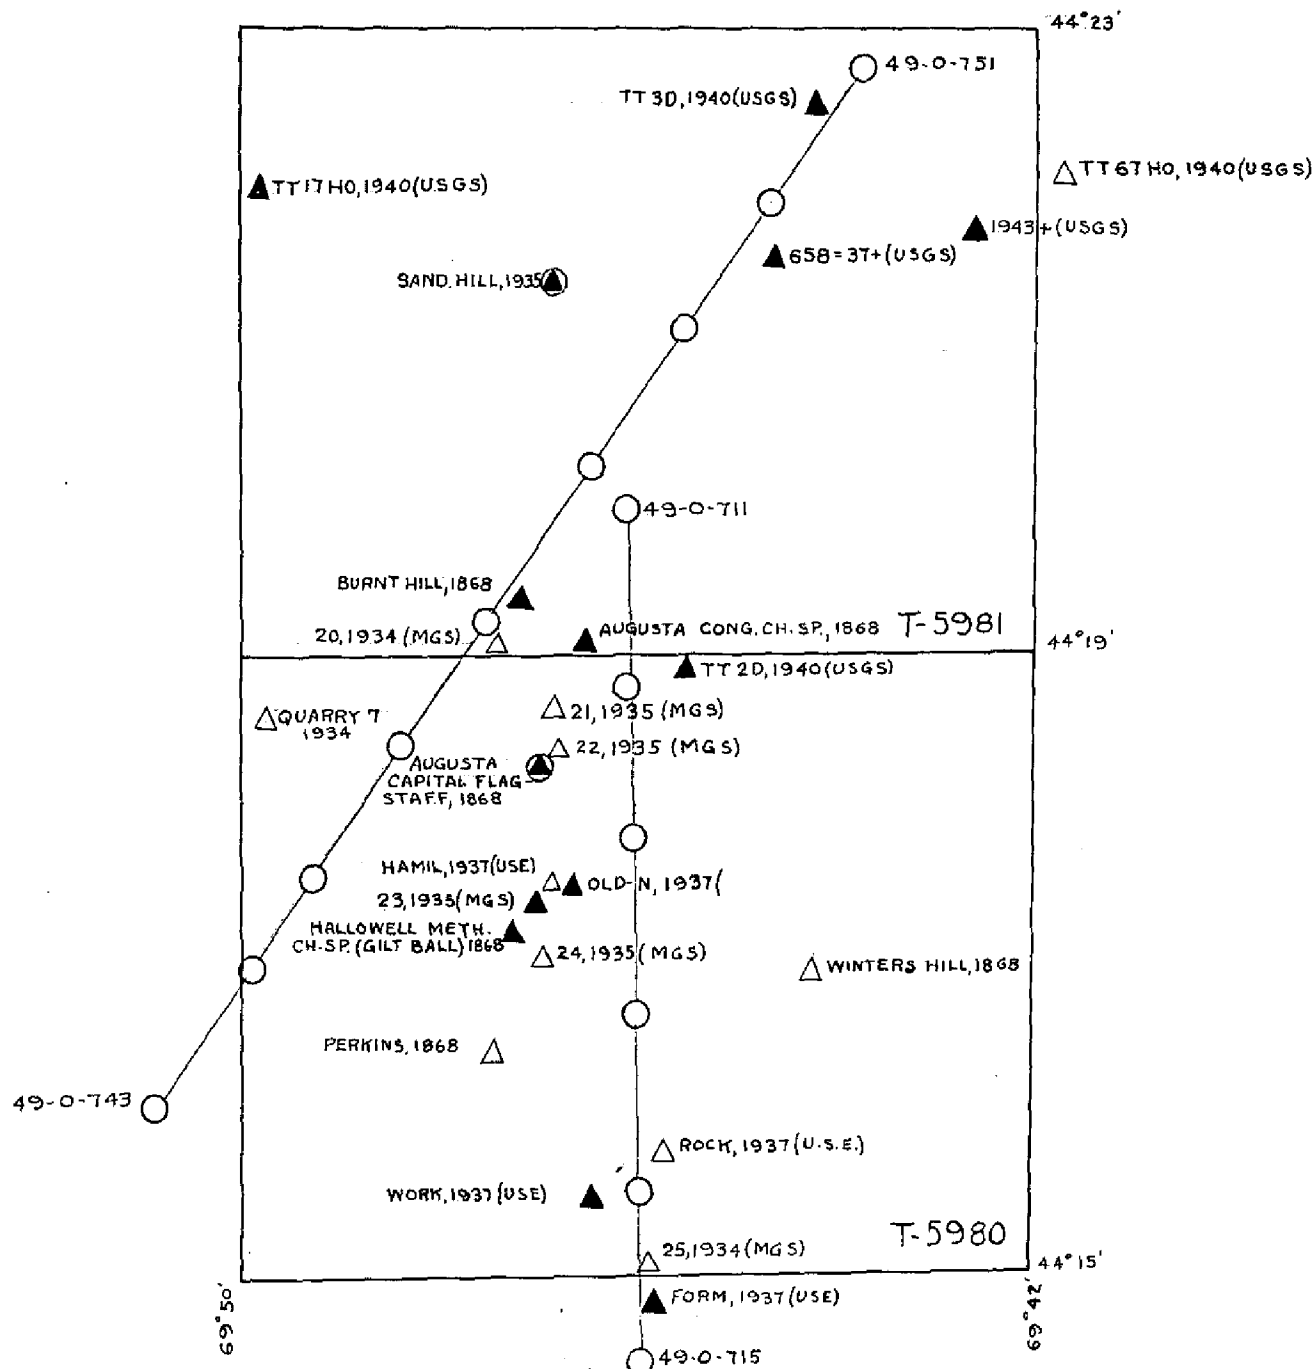 44°23'
49-0-751
TT 3D, 1940 (USGS)
TT 67 HO, 1940 (USGS)
TT 17 HO, 1940 (USGS)
1943+ (USGS)
658=37+ (USGS)
SAND. HILL, 1935
49-0-711
BURNT HILL, 1868
20, 1934 (MGS)
AUGUSTA CONG. CH. SP., 1868
T-5981
44°19'
TT 2D, 1940 (USGS)
21, 1935 (MGS)
QUARRY 7
1934
22, 1935 (MGS)
AUGUSTA
CAPITAL FLAG-
STAFF, 1868
HAMIL, 1937 (USE)
OLD-N, 1937 (
23, 1935 (MGS)
HALLOWELL METH.
CH-SP. (GILT BALL) 1868
24, 1935 (MGS)
WINTERS HILL, 1868
PERKINS, 1868
49-0-743
ROCK, 1937 (U.S.E.)
WORK, 1937 (USE)
T-5980
25, 1934 (MGS)
44°15'
FORM, 1937 (USE)
69°50'
69°42'
49-0-715